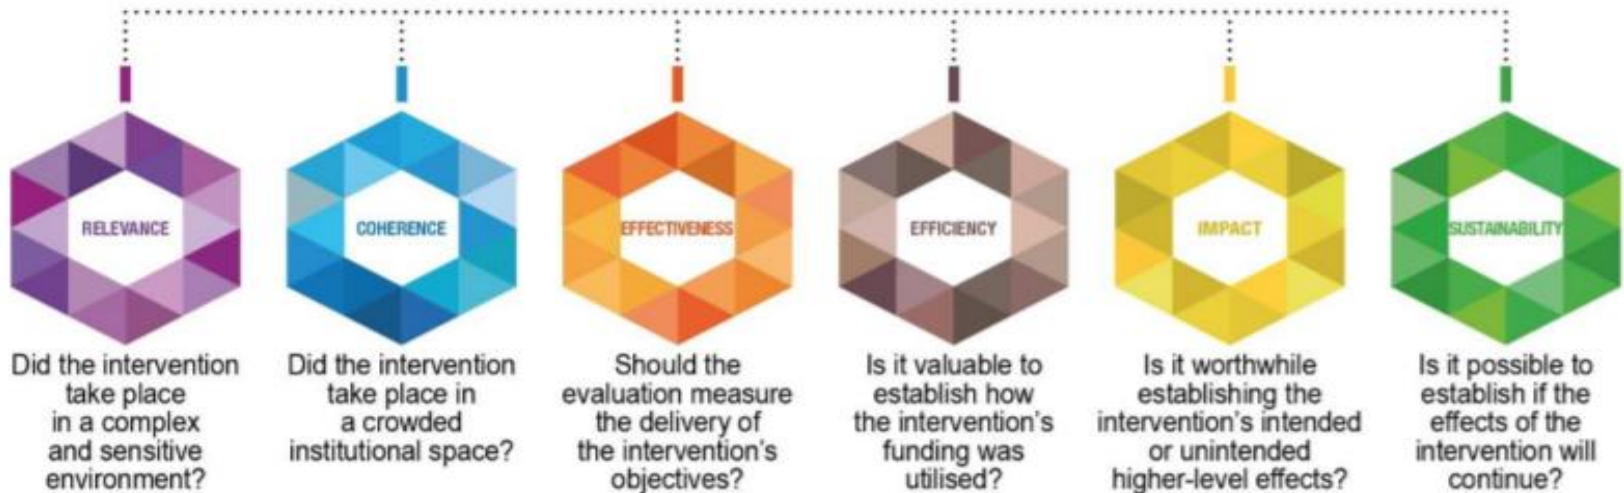 RELEVANCE
Did the intervention
take place
in a complex
and sensitive
environment?
COHERENCE
Did the intervention
take place in
a crowded
institutional space?
EFFECTIVENESS
Should the
evaluation measure
the delivery of
the intervention's
objectives?
EFFICIENCY
Is it valuable to
establish how
the intervention's
funding was
utilised?
IMPACT
Is it worthwhile
establishing the
intervention's intended
or unintended
higher-level effects?
SUSTAINABILITY
Is it possible to
establish if the
effects of the
intervention will
continue?